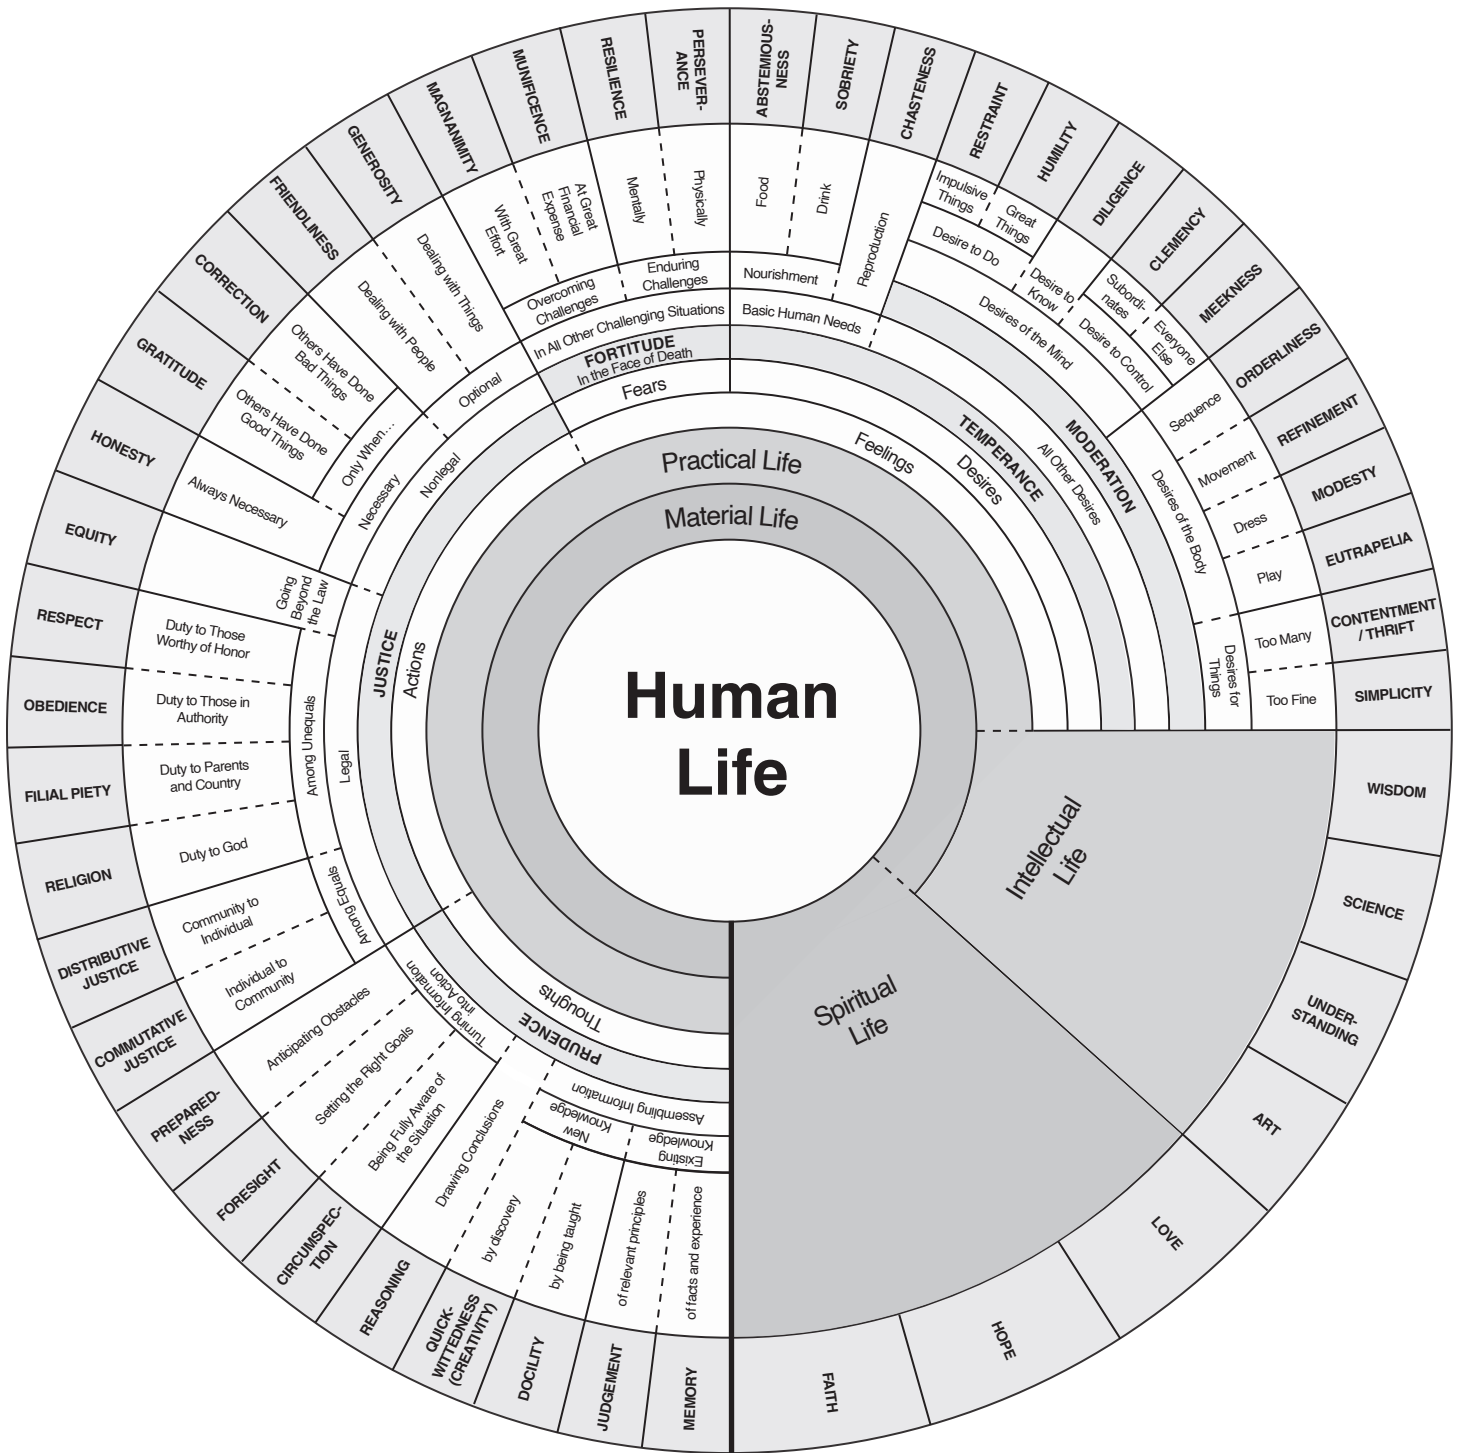 Human
Life
Material Life
Practical Life
Feelings
Fears
Desires
FORTITUDE
In the Face of Death
In All Other Challenging Situations
Enduring
Challenges
Overcoming
Challenges
Physically
Mentally
At Great
Financial
Expense
With Great
Effort
TEMPERANCE
Basic Human Needs
Nourishment
Food
Drink
Reproduction
All Other Desires
MODERATION
Desires of the Mind
Desire to Do
Impulsive
Things
Great
Things
Desire to
Know
Desire to Control
Subordi-
nates
Everyone
Else
Desires of the Body
Sequence
Movement
Dress
Play
Desires for
Things
Too Many
Too Fine
ABSTEMIOUS-
NESS
SOBRIETY
CHASTENESS
RESTRAINT
HUMILITY
DILIGENCE
CLEMENCY
MEEKNESS
ORDERLINESS
REFINEMENT
MODESTY
EUTRAPELIA
CONTENTMENT
/ THRIFT
SIMPLICITY
Intellectual
Life
WISDOM
SCIENCE
UNDER-
STANDING
ART
Spiritual
Life
LOVE
HOPE
FAITH
Thoughts
PRUDENCE
Assembling Information
Existing
Knowledge
New
Knowledge
of facts and experience
of relevant principles
by being taught
by discovery
Drawing Conclusions
Turning Information
into Action
Being Fully Aware of
the Situation
Setting the Right Goals
Anticipating Obstacles
MEMORY
JUDGEMENT
DOCILITY
QUICK-
WITTEDNESS
(CREATIVITY)
REASONING
CIRCUMSPEC-
TION
FORESIGHT
PREPARED-
NESS
Actions
JUSTICE
Legal
Among Equals
Individual to
Community
Community to
Individual
Among Unequals
Duty to God
Duty to Parents
and Country
Duty to Those in
Authority
Duty to Those
Worthy of Honor
Going
Beyond
the Law
Nonlegal
Necessary
Always Necessary
Only When...
Others Have Done
Good Things
Others Have Done
Bad Things
Optional
Dealing with People
Dealing with Things
COMMUTATIVE
JUSTICE
DISTRIBUTIVE
JUSTICE
RELIGION
FILIAL PIETY
OBEDIENCE
RESPECT
EQUITY
HONESTY
GRATITUDE
CORRECTION
FRIENDLINESS
GENEROSITY
MAGNANIMITY
MUNIFICENCE
RESILIENCE
PERSEVER-
ANCE